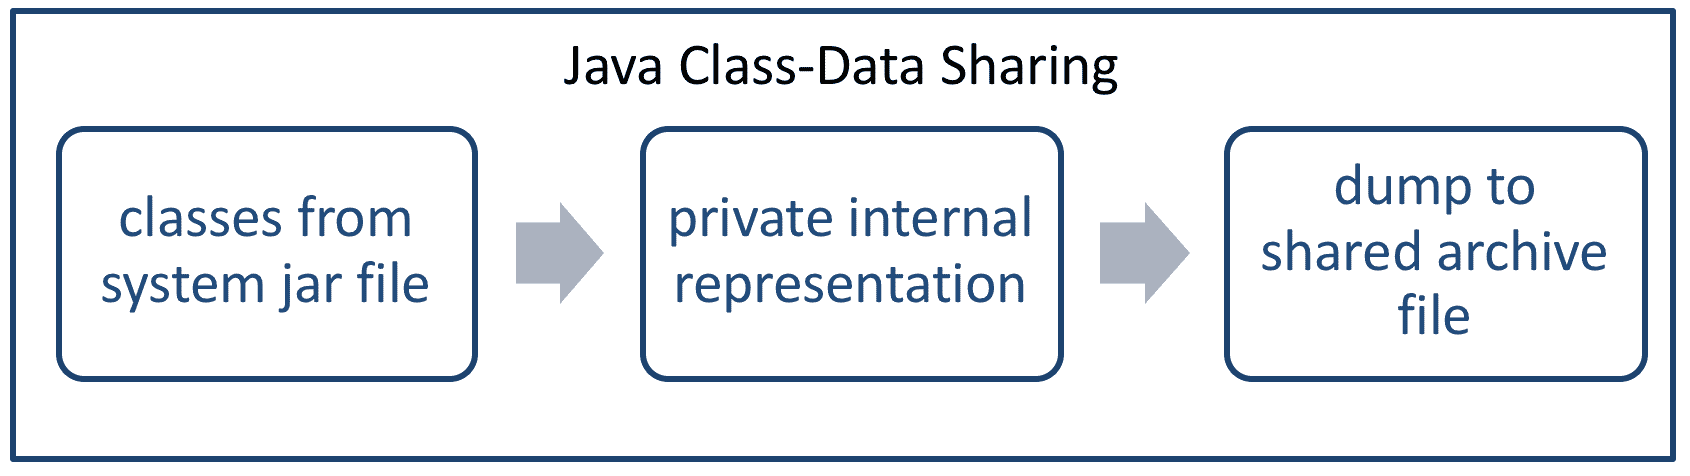 Java Class-Data Sharing
classes from
system jar file
private internal
representation
dump to
shared archive
file